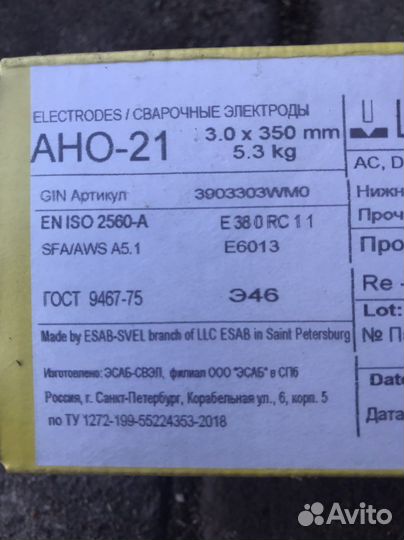 ELECTRODES / СВАРОЧНЫЕ ЭЛЕКТРОДЫ
АНО-21
3.0 x 350 mm
5.3 kg
AC, D
GIN Артикул 3903303WM0
Нижн
EN ISO 2560-A E 38 0 RC 1 1
Проч
SFA/AWS A5.1 E6013
Про
ГОСТ 9467-75 Э46
Re -
Lot:
Made by ESAB-SVEL branch of LLC ESAB in Saint Petersburg
№ П
Изготовлено: ЭСАБ-СВЭЛ, филиал ООО "ЭСАБ" в СПб
Date
Россия, г. Санкт-Петербург, Корабельная ул., 6, корп. 5
Дата
по ТУ 1272-199-55224353-2018
Avito